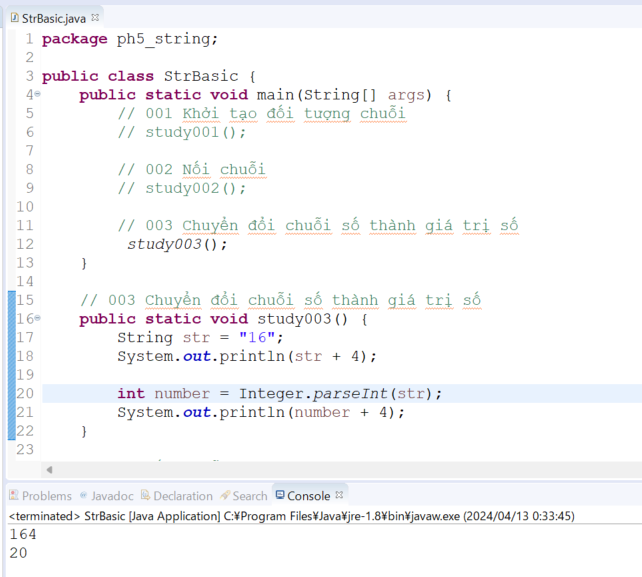 StrBasic.java
1 package ph5_string;
2
3 public class StrBasic {
4 public static void main(String[] args) {
5 // 001 Khởi tạo đối tượng chuỗi
6 // study001();
7
8 // 002 Nối chuỗi
9 // study002();
10
11 // 003 Chuyển đổi chuỗi số thành giá trị số
12 study003();
13 }
14
15 // 003 Chuyển đổi chuỗi số thành giá trị số
16 public static void study003() {
17 String str = "16";
18 System.out.println(str + 4);
19
20 int number = Integer.parseInt(str);
21 System.out.println(number + 4);
22 }
23
Problems Javadoc Declaration Search Console
<terminated> StrBasic [Java Application] C:¥Program Files¥Java¥jre-1.8¥bin¥javaw.exe (2024/04/13 0:33:45)
164
20